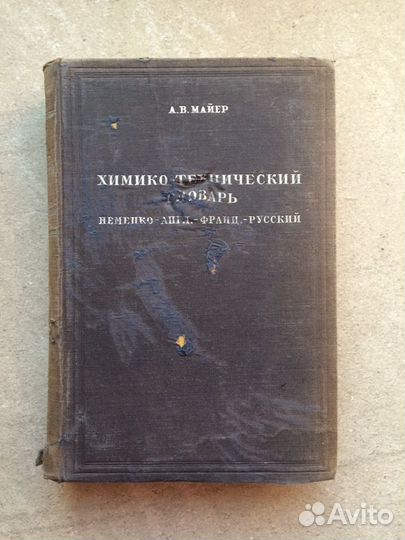 А.В.МАЙЕР
ХИМИКО-ТЕХНИЧЕСКИЙ
СЛОВАРЬ
НЕМЕЦКО-АНГЛ.-ФРАНЦ.-РУССКИЙ
Avito